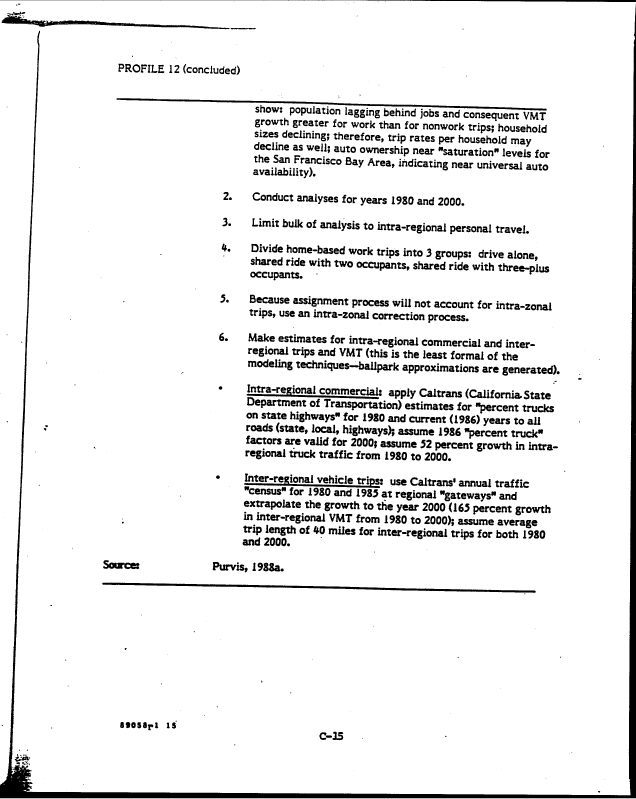 PROFILE 12 (concluded)
show: population lagging behind jobs and consequent VMT
growth greater for work than for nonwork trips; household
sizes declining; therefore, trip rates per household may
decline as well; auto ownership near "saturation" levels for
the San Francisco Bay Area, indicating near universal auto
availability).
2. Conduct analyses for years 1980 and 2000.
3. Limit bulk of analysis to intra-regional personal travel.
4. Divide home-based work trips into 3 groups: drive alone,
shared ride with two occupants, shared ride with three-plus
occupants.
5. Because assignment process will not account for intra-zonal
trips, use an intra-zonal correction process.
6. Make estimates for intra-regional commercial and inter-
regional trips and VMT (this is the least formal of the
modeling techniques—ballpark approximations are generated).
• Intra-regional commercial: apply Caltrans (California State
Department of Transportation) estimates for "percent trucks
on state highways" for 1980 and current (1986) years to all
roads (state, local, highways); assume 1986 "percent truck"
factors are valid for 2000; assume 52 percent growth in intra-
regional truck traffic from 1980 to 2000.
• Inter-regional vehicle trips: use Caltrans' annual traffic
"census" for 1980 and 1985 at regional "gateways" and
extrapolate the growth to the year 2000 (165 percent growth
in inter-regional VMT from 1980 to 2000); assume average
trip length of 40 miles for inter-regional trips for both 1980
and 2000.
Source: Purvis, 1988a.
89058r1 15
C-15